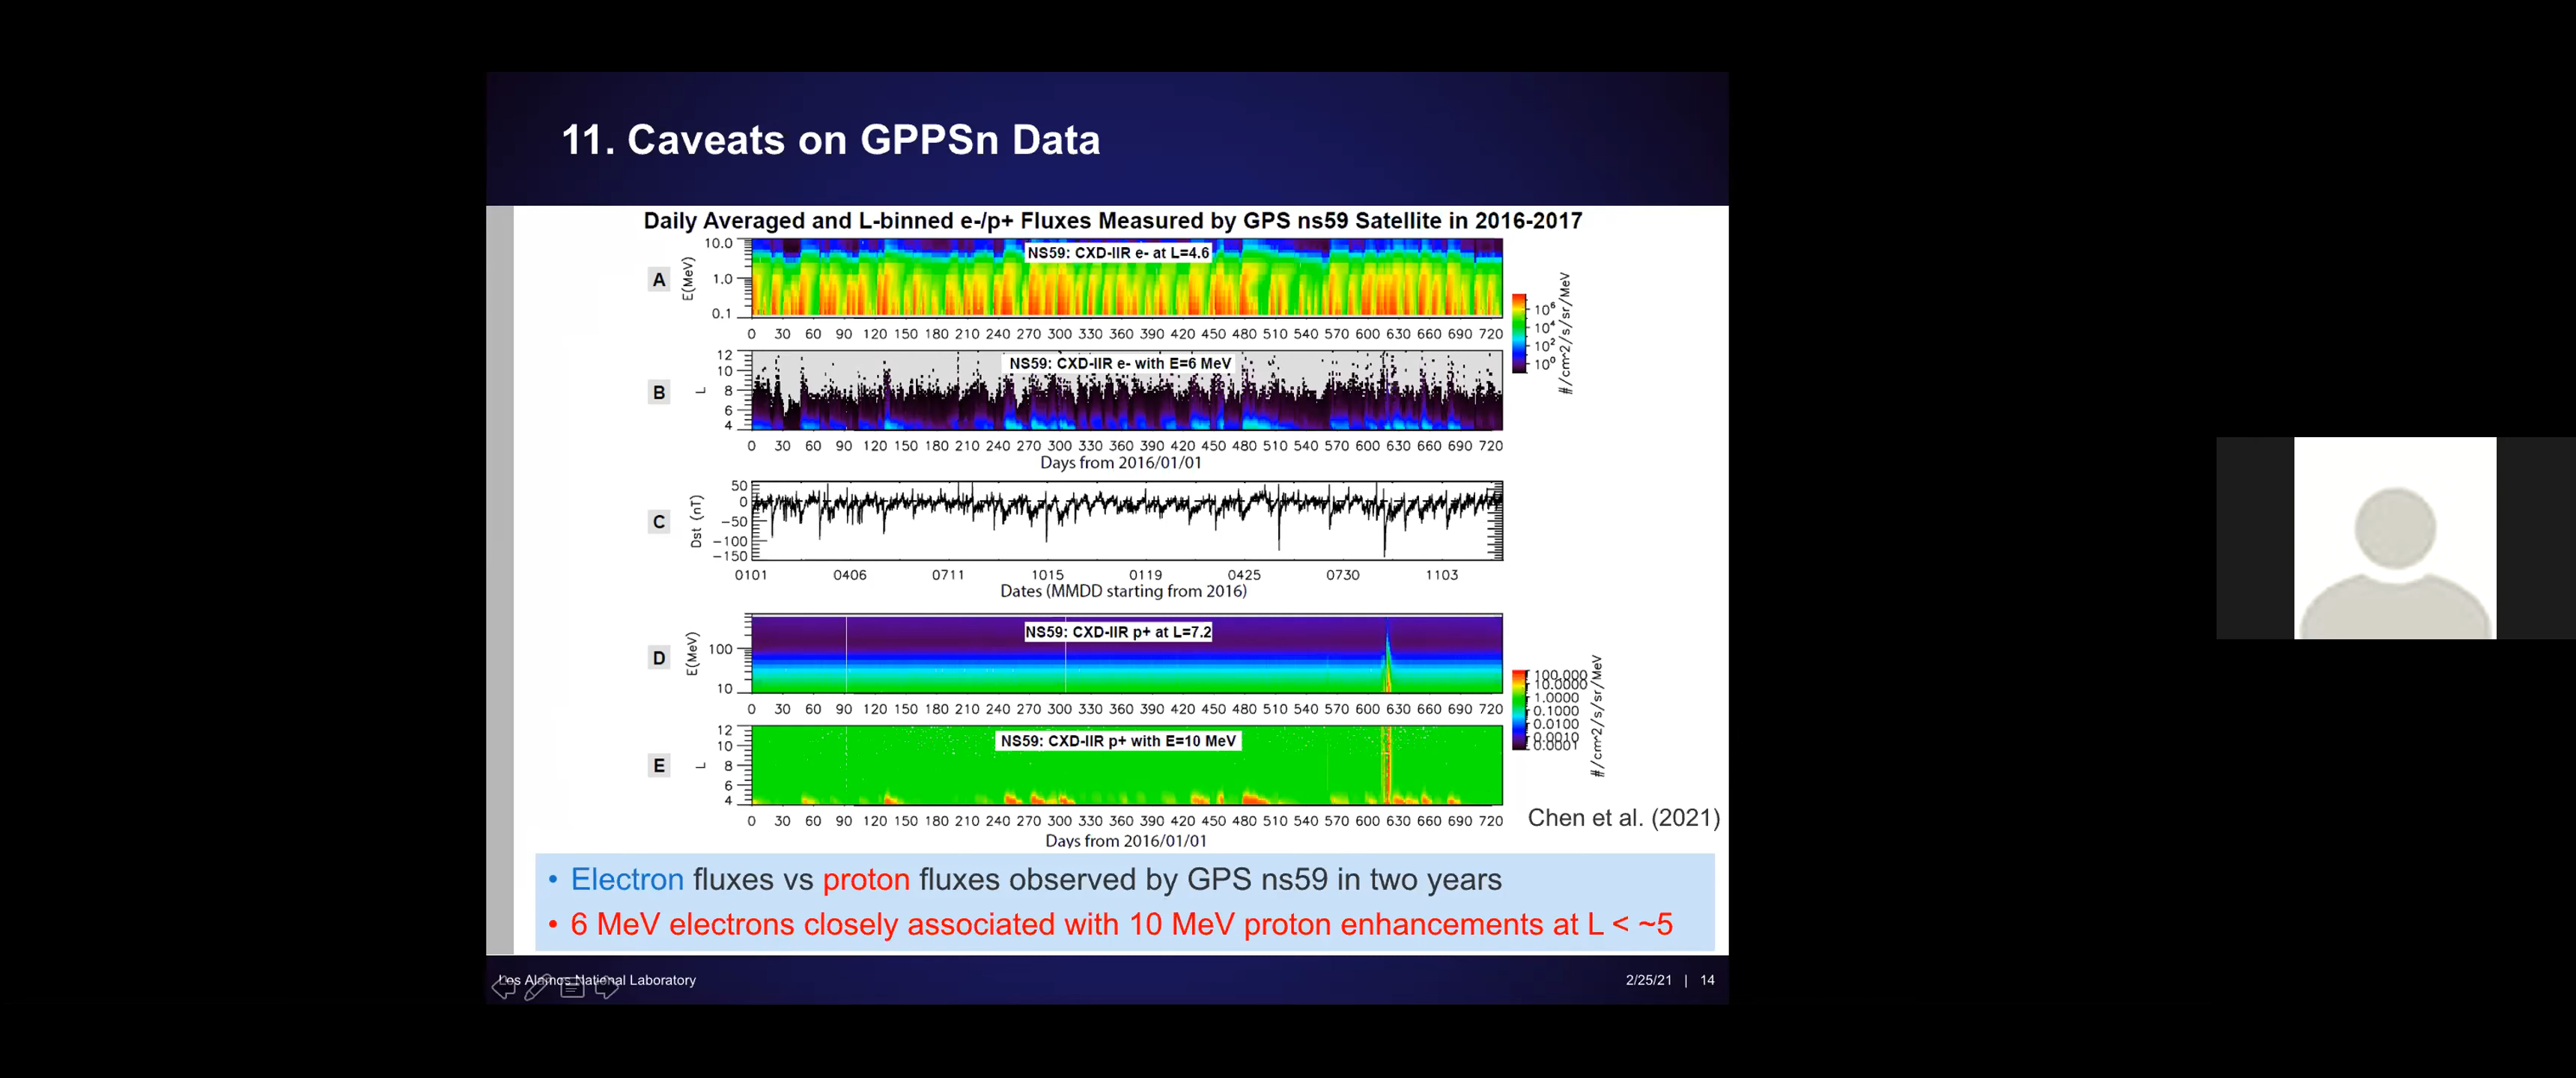 11. Caveats on GPPSn Data
Daily Averaged and L-binned e-/p+ Fluxes Measured by GPS ns59 Satellite in 2016-2017
A
E(MeV)
10.0
1.0
0.1
NS59: CXD-IIR e- at L=4.6
0 30 60 90 120 150 180 210 240 270 300 330 360 390 420 450 480 510 540 570 600 630 660 690 720
10⁶
10⁴
10²
10⁰
#/cm2/s/sr/MeV
B
L
12
10
8
6
4
NS59: CXD-IIR e- with E=6 MeV
0 30 60 90 120 150 180 210 240 270 300 330 360 390 420 450 480 510 540 570 600 630 660 690 720
Days from 2016/01/01
C
Dst (nT)
50
0
-50
-100
-150
0101 0406 0711 1015 0119 0425 0730 1103
Dates (MMDD starting from 2016)
D
E(MeV)
100
10
NS59: CXD-IIR p+ at L=7.2
0 30 60 90 120 150 180 210 240 270 300 330 360 390 420 450 480 510 540 570 600 630 660 690 720
100.000
10.0000
1.0000
0.1000
0.0100
0.0010
0.0001
#/cm2/s/sr/MeV
E
L
12
10
8
6
4
NS59: CXD-IIR p+ with E=10 MeV
0 30 60 90 120 150 180 210 240 270 300 330 360 390 420 450 480 510 540 570 600 630 660 690 720
Days from 2016/01/01
Chen et al. (2021)
• Electron fluxes vs proton fluxes observed by GPS ns59 in two years
• 6 MeV electrons closely associated with 10 MeV proton enhancements at L < ~5
Los Alamos National Laboratory
2/25/21 | 14